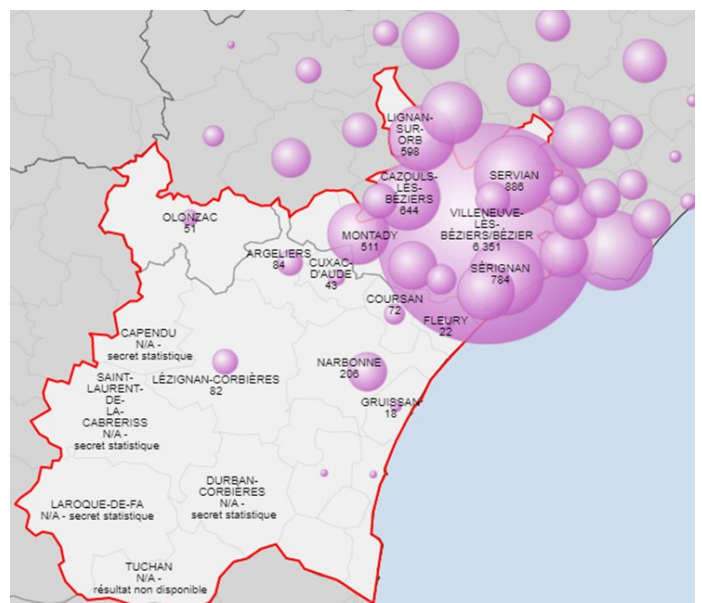 LIGNAN-
SUR-
ORB
598
CAZOULS-
LÈS-
BÉZIERS
644
SERVIAN
886
VILLENEUVE-
LÈS-
BÉZIERS/BÉZIER
6 351
OLONZAC
51
MONTADY
511
ARGELIERS
84
CUXAC-
D'AUDE
43
SÉRIGNAN
784
COURSAN
72
FLEURY
22
CAPENDU
N/A -
secret statistique
NARBONNE
206
LÉZIGNAN-CORBIÈRES
82
SAINT-
LAURENT-
DE-
LA-
CABRERISS
N/A -
secret statistique
GRUISSAN
18
DURBAN-
CORBIÈRES
N/A -
secret statistique
LAROQUE-DE-FA
N/A - secret statistique
TUCHAN
N/A -
résultat non disponible